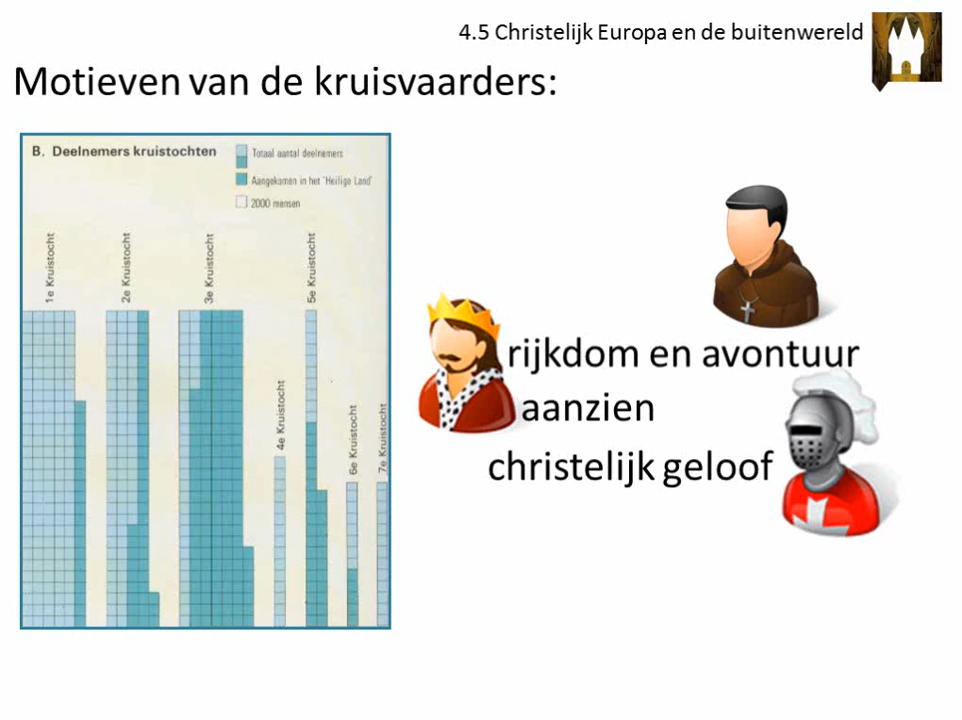 4.5 Christelijk Europa en de buitenwereld
Motieven van de kruisvaarders:
B. Deelnemers kruistochten
Totaal aantal deelnemers
Aangekomen in het 'Heilige Land'
2000 mensen
1e Kruistocht
2e Kruistocht
3e Kruistocht
4e Kruistocht
5e Kruistocht
6e Kruistocht
7e Kruistocht
rijkdom en avontuur
aanzien
christelijk geloof